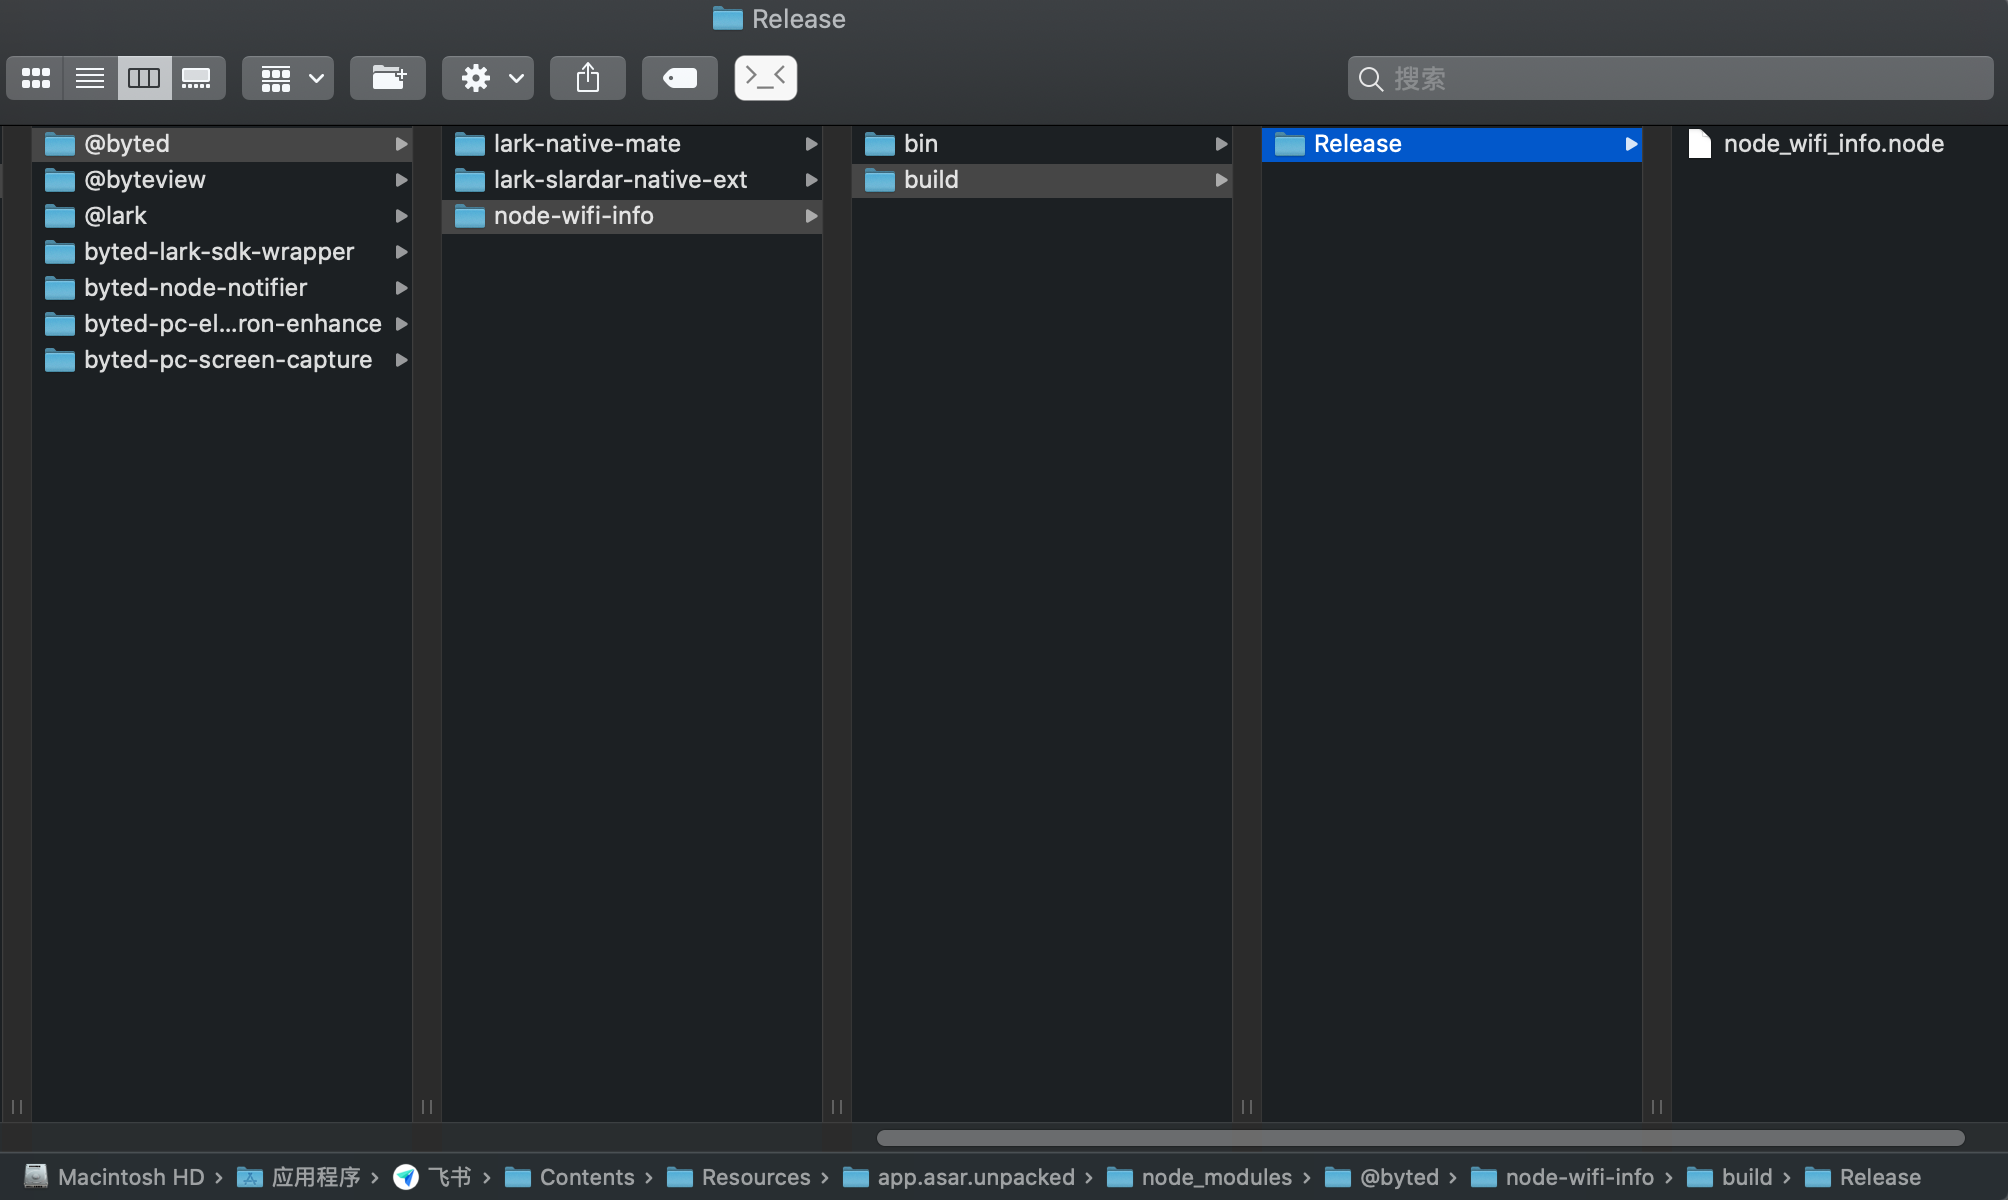 Release
搜索
@byted
@byteview
@lark
byted-lark-sdk-wrapper
byted-node-notifier
byted-pc-el...ron-enhance
byted-pc-screen-capture
lark-native-mate
lark-slardar-native-ext
node-wifi-info
bin
build
Release
node_wifi_info.node
Macintosh HD › 应用程序 › 飞书 › Contents › Resources › app.asar.unpacked › node_modules › @byted › node-wifi-info › build › Release